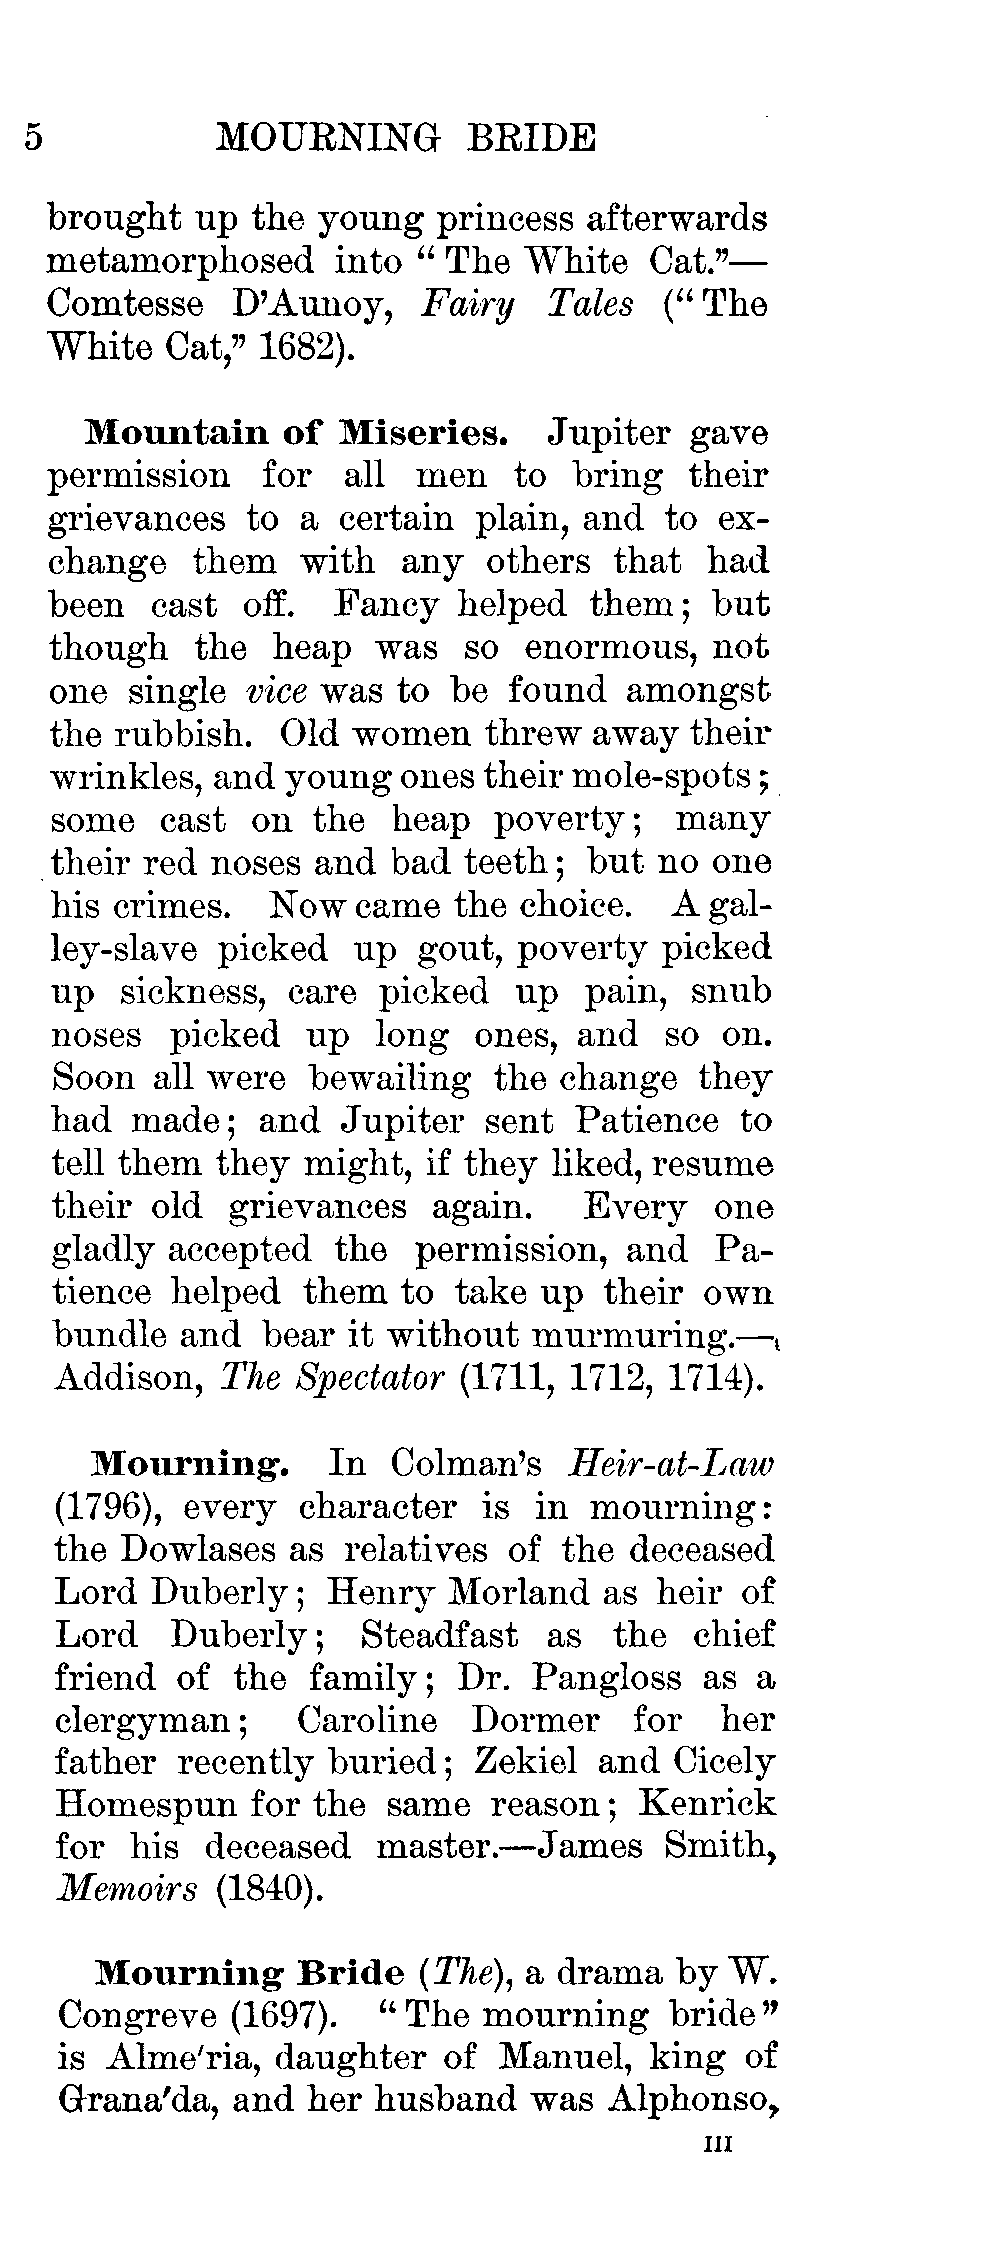 5 MOURNING BRIDE
brought up the young princess afterwards
metamorphosed into “The White Cat.”—
Comtesse D’Aunoy, Fairy Tales (“The
White Cat,” 1682).
Mountain of Miseries. Jupiter gave
permission for all men to bring their
grievances to a certain plain, and to ex-
change them with any others that had
been cast off. Fancy helped them; but
though the heap was so enormous, not
one single vice was to be found amongst
the rubbish. Old women threw away their
wrinkles, and young ones their mole-spots;
some cast on the heap poverty; many
their red noses and bad teeth; but no one
his crimes. Now came the choice. A gal-
ley-slave picked up gout, poverty picked
up sickness, care picked up pain, snub
noses picked up long ones, and so on.
Soon all were bewailing the change they
had made; and Jupiter sent Patience to
tell them they might, if they liked, resume
their old grievances again. Every one
gladly accepted the permission, and Pa-
tience helped them to take up their own
bundle and bear it without murmuring.—
Addison, The Spectator (1711, 1712, 1714).
Mourning. In Colman’s Heir-at-Law
(1796), every character is in mourning:
the Dowlases as relatives of the deceased
Lord Duberly; Henry Morland as heir of
Lord Duberly; Steadfast as the chief
friend of the family; Dr. Pangloss as a
clergyman; Caroline Dormer for her
father recently buried; Zekiel and Cicely
Homespun for the same reason; Kenrick
for his deceased master.—James Smith,
Memoirs (1840).
Mourning Bride (The), a drama by W.
Congreve (1697). “The mourning bride”
is Alme′ria, daughter of Manuel, king of
Grana′da, and her husband was Alphonso,
III